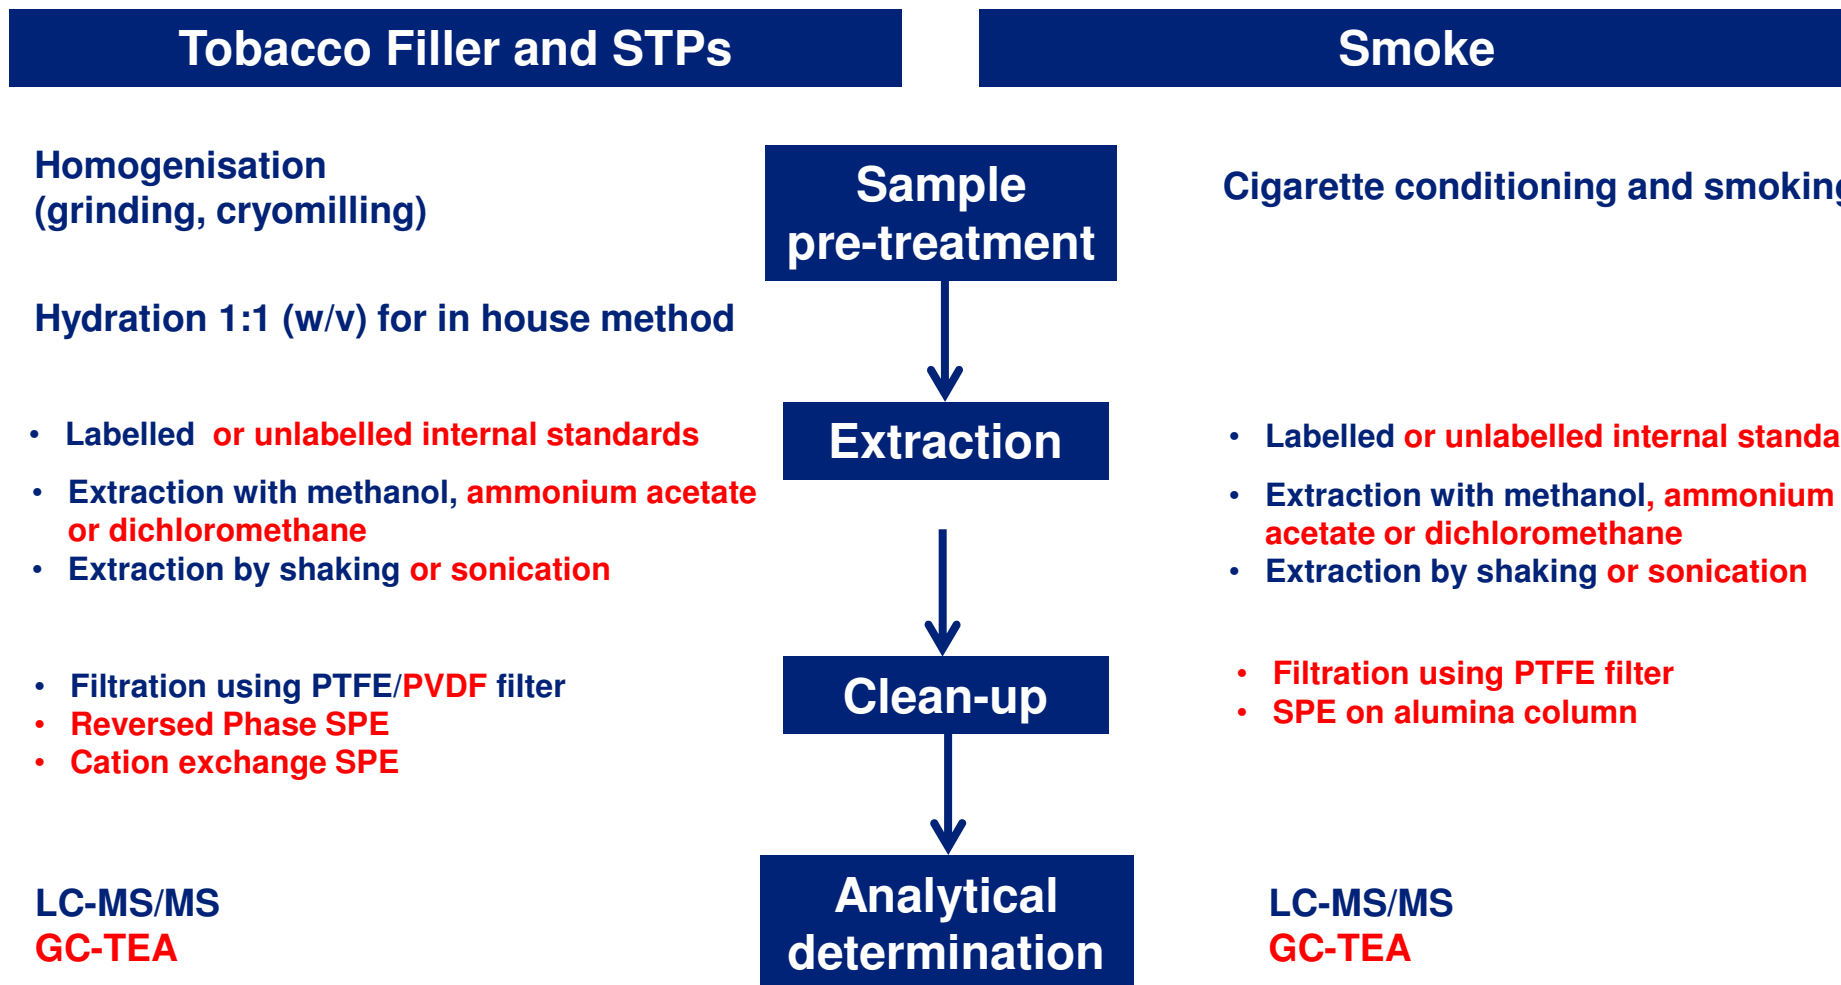 Tobacco Filler and STPs
Smoke
Homogenisation
(grinding, cryomilling)
Hydration 1:1 (w/v) for in house method
Sample
pre-treatment
Cigarette conditioning and smoking
• Labelled or unlabelled internal standards
• Extraction with methanol, ammonium acetate
or dichloromethane
• Extraction by shaking or sonication
Extraction
• Labelled or unlabelled internal standa
• Extraction with methanol, ammonium
acetate or dichloromethane
• Extraction by shaking or sonication
• Filtration using PTFE/PVDF filter
• Reversed Phase SPE
• Cation exchange SPE
Clean-up
• Filtration using PTFE filter
• SPE on alumina column
LC-MS/MS
GC-TEA
Analytical
determination
LC-MS/MS
GC-TEA